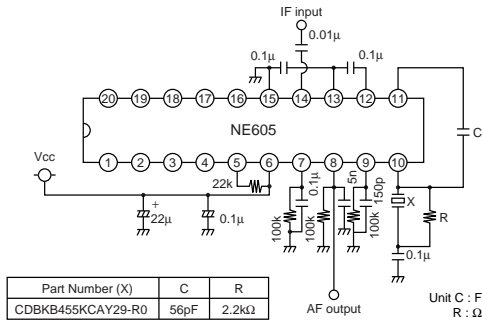 IF input
0.01μ
0.1μ
0.1μ
20 19 18 17 16 15 14 13 12 11
NE605
C
Vcc
1 2 3 4 5 6 7 8 9 10
22k
+
22μ
0.1μ
100k
0.1μ
100k
5n
100k
150p
X
R
0.1μ
AF output
Part Number (X) C R
CDBKB455KCAY29-R0 56pF 2.2kΩ
Unit C : F
R : Ω